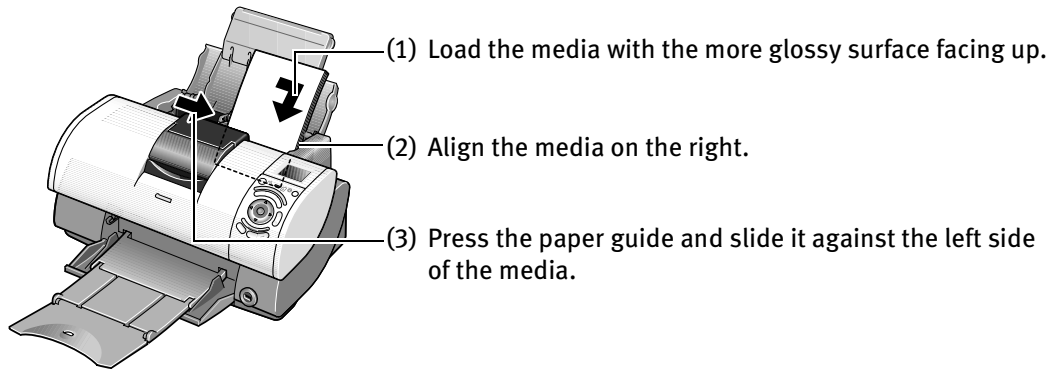 (1) Load the media with the more glossy surface facing up.
(2) Align the media on the right.
(3) Press the paper guide and slide it against the left side
of the media.